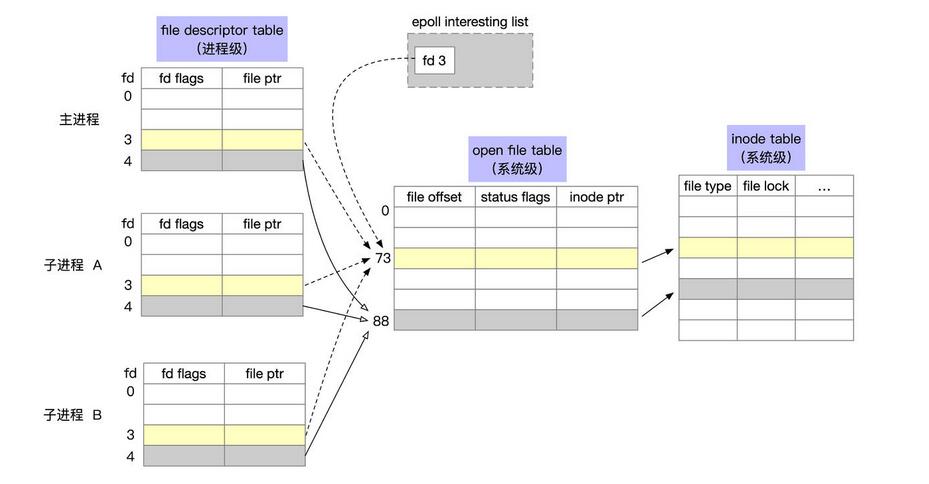 epoll interesting list
fd 3
file descriptor table
（进程级）
fd
fd flags
file ptr
0
主进程
3
4
fd
fd flags
file ptr
0
子进程 A
3
4
fd
fd flags
file ptr
0
子进程 B
3
4
open file table
（系统级）
file offset
status flags
inode ptr
0
73
88
inode table
（系统级）
file type
file lock
...